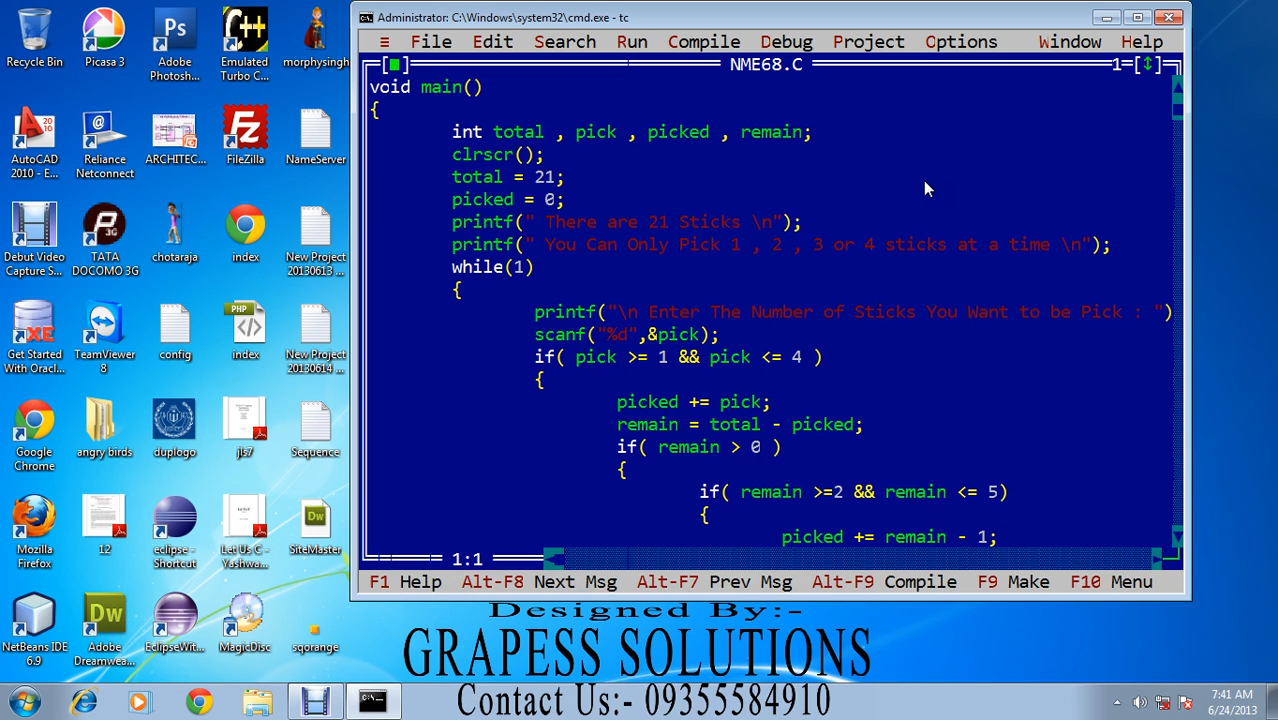 Recycle Bin
Picasa 3
Adobe Photosh...
Emulated Turbo C...
morphysingh
AutoCAD 2010 - E...
Reliance Netconnect
ARCHITEC...
FileZilla
NameServer
Debut Video Capture S...
TATA DOCOMO 3G
chotaraja
index
New Project 20130613 ...
Get Started With Oracl...
TeamViewer 8
config
index
New Project 20130614 ...
Google Chrome
angry birds
duplogo
jls7
Sequence
Mozilla Firefox
12
eclipse - Shortcut
Let Us C - Yashwa...
SiteMaster
NetBeans IDE 6.9
Adobe Dreamwea...
EclipseWit...
MagicDisc
sqorange
Administrator: C:\Windows\system32\cmd.exe - tc
≡ File Edit Search Run Compile Debug Project Options Window Help
NME68.C 1
void main()
{
int total , pick , picked , remain;
clrscr();
total = 21;
picked = 0;
printf(" There are 21 Sticks \n");
printf(" You Can Only Pick 1 , 2 , 3 or 4 sticks at a time \n");
while(1)
{
printf("\n Enter The Number of Sticks You Want to be Pick : ")
scanf("%d",&pick);
if( pick >= 1 && pick <= 4 )
{
picked += pick;
remain = total - picked;
if( remain > 0 )
{
if( remain >=2 && remain <= 5)
{
picked += remain - 1;
1:1
F1 Help Alt-F8 Next Msg Alt-F7 Prev Msg Alt-F9 Compile F9 Make F10 Menu
Designed By:-
GRAPESS SOLUTIONS
Contact Us:- 09355584910
7:41 AM
6/24/2013